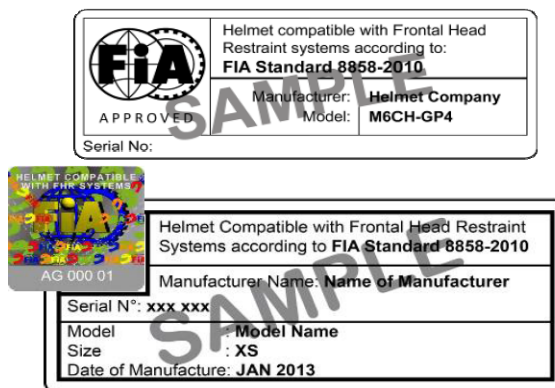 FiA
APPROVED
Helmet compatible with Frontal Head
Restraint systems according to:
FIA Standard 8858-2010
Manufacturer: Helmet Company
Model: M6CH-GP4
Serial No:
SAMPLE
HELMET COMPATIBLE
WITH FHR SYSTEMS
FiA
AG 000 01
Helmet Compatible with Frontal Head Restraint
Systems according to FIA Standard 8858-2010
Manufacturer Name: Name of Manufacturer
Serial N°: xxx xxx
Model : Model Name
Size : XS
Date of Manufacture: JAN 2013
SAMPLE